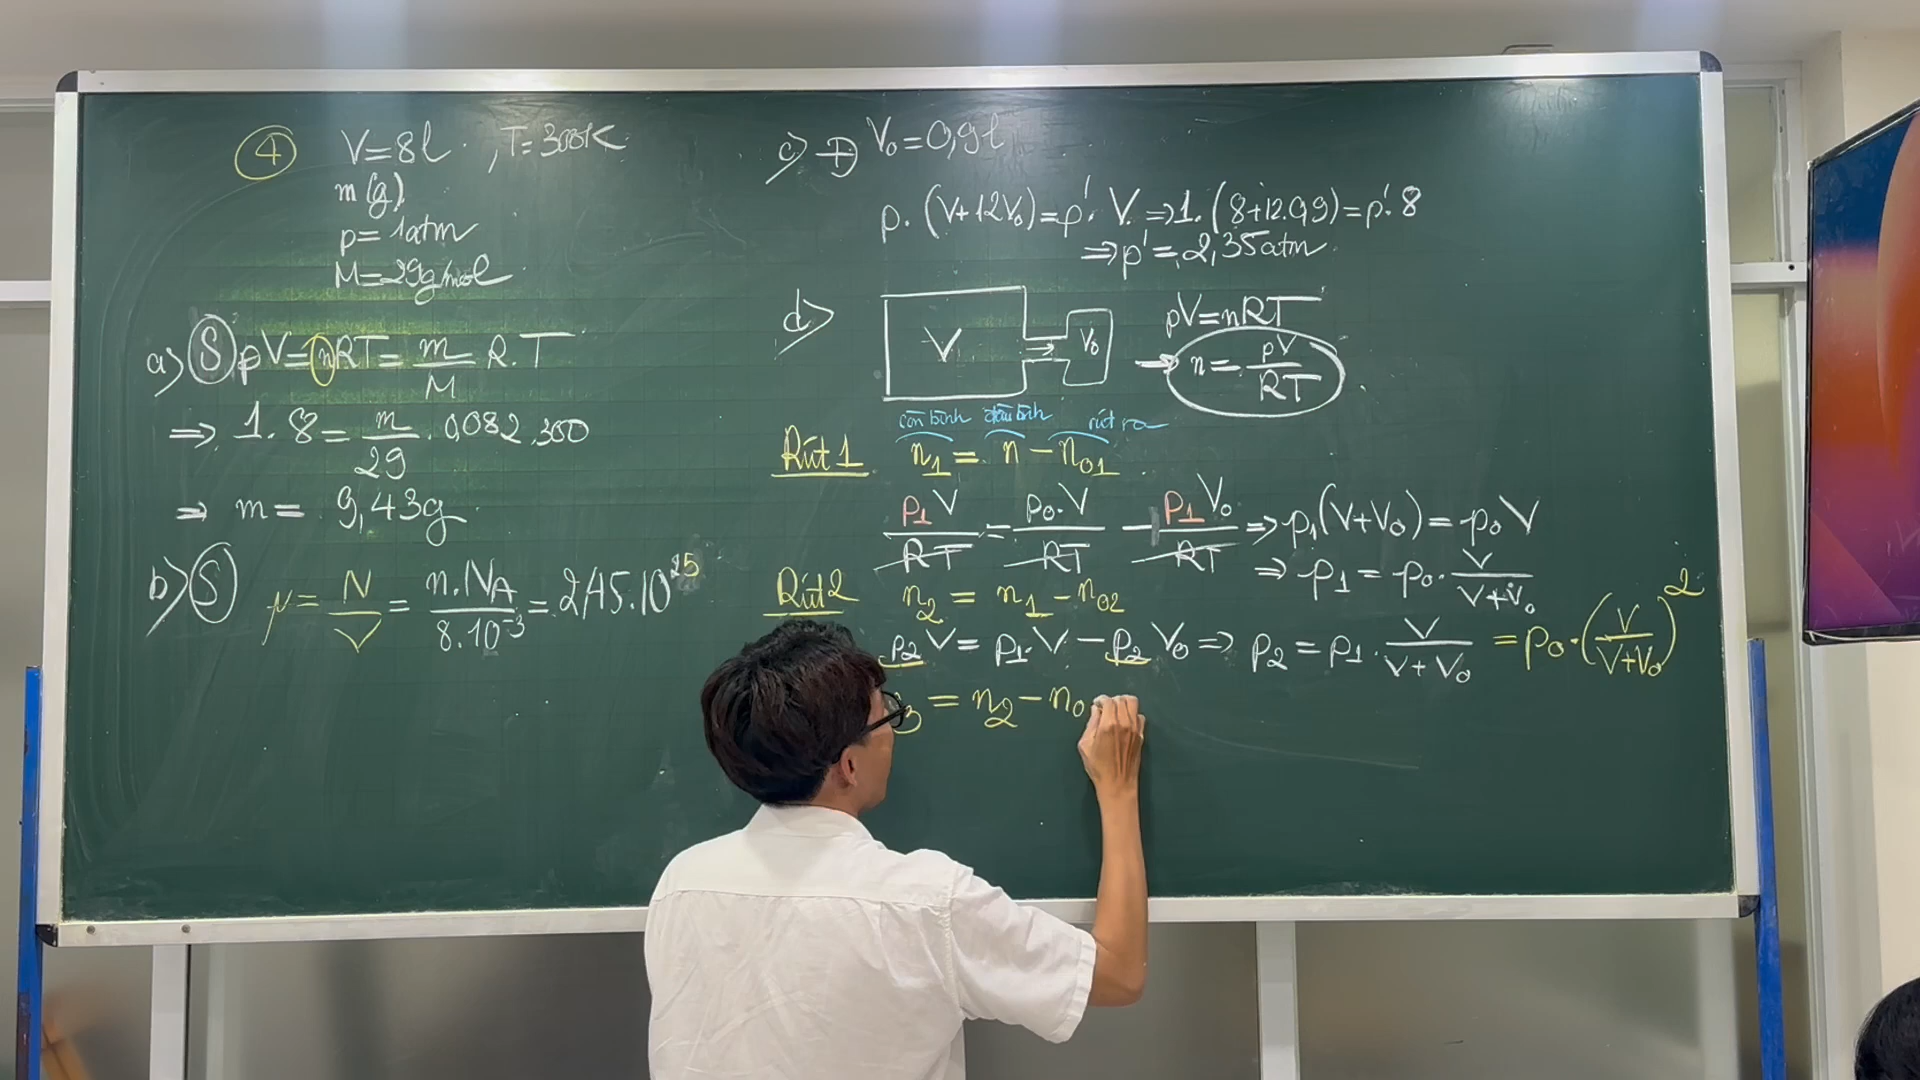 4 V=8l , T=300K
m(g)
p= 1atm
M=29g/mol
a) S pV=nRT= m/M R.T
=> 1.8= m/29 . 0,082.300
=> m= 9,43g
b) S μ= N/V = n.NA/8.10^-3 = 2,45.10^25
c) Đ V₀=0,9l
p.(V+12V₀)=p'.V =>1.(8+12.0,9)=p'.8
=>p'=2,35atm
d) V V₀
pV=nRT
-> n= pV/RT
còn bình đầu bình rút ra
Rút 1 n₁ = n - n₀₁
p₁V/RT = p₀.V/RT - p₁V₀/RT => p₁(V+V₀) = p₀V
=> p₁ = p₀. V/(V+V₀)
Rút 2 n₂ = n₁ - n₀₂
p₂V= p₁.V - p₂V₀ => p₂ = p₁. V/(V+V₀) = p₀.(V/(V+V₀))²
₃ = n₂ - n₀